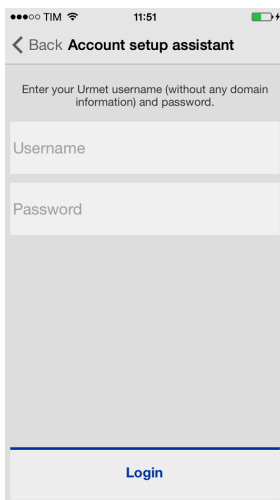 TIM 11:51
Back Account setup assistant
Enter your Urmet username (without any domain
information) and password.
Username
Password
Login